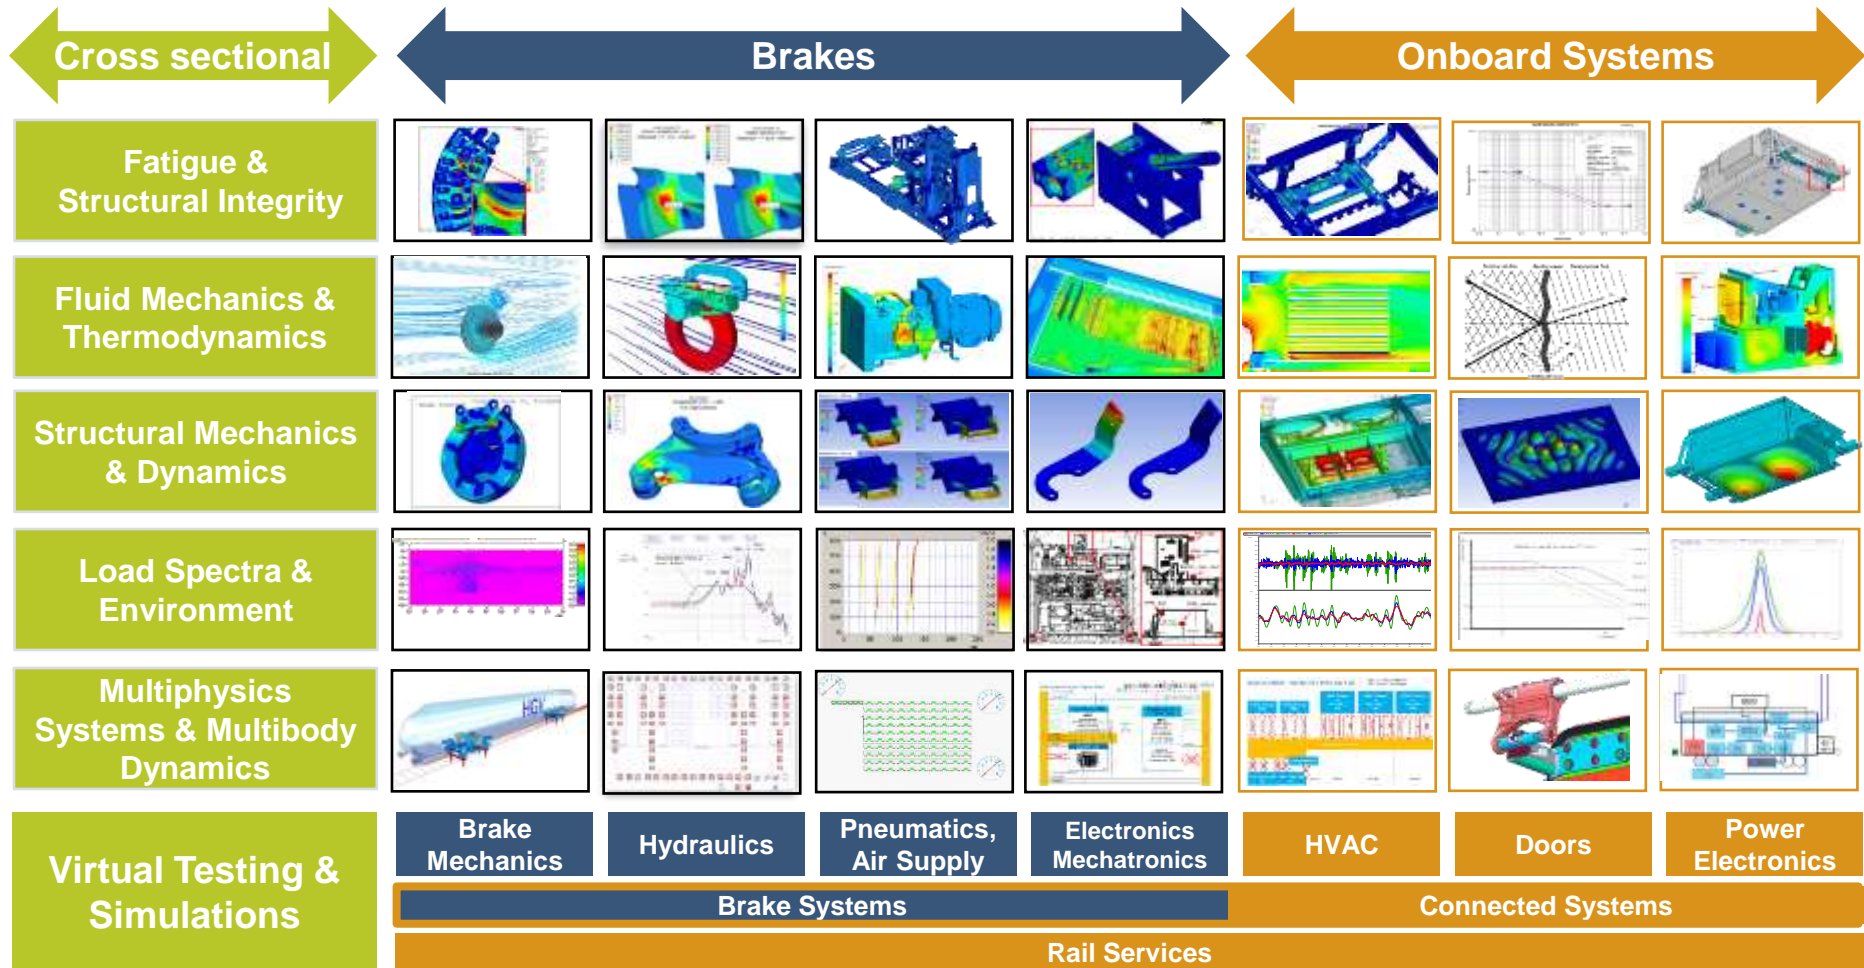 Cross sectional
Brakes
Onboard Systems
Fatigue &
Structural Integrity
Fluid Mechanics &
Thermodynamics
Structural Mechanics
& Dynamics
Load Spectra &
Environment
Multiphysics
Systems & Multibody
Dynamics
HGV
Virtual Testing &
Simulations
Brake
Mechanics
Hydraulics
Pneumatics,
Air Supply
Electronics
Mechatronics
HVAC
Doors
Power
Electronics
Brake Systems
Connected Systems
Rail Services